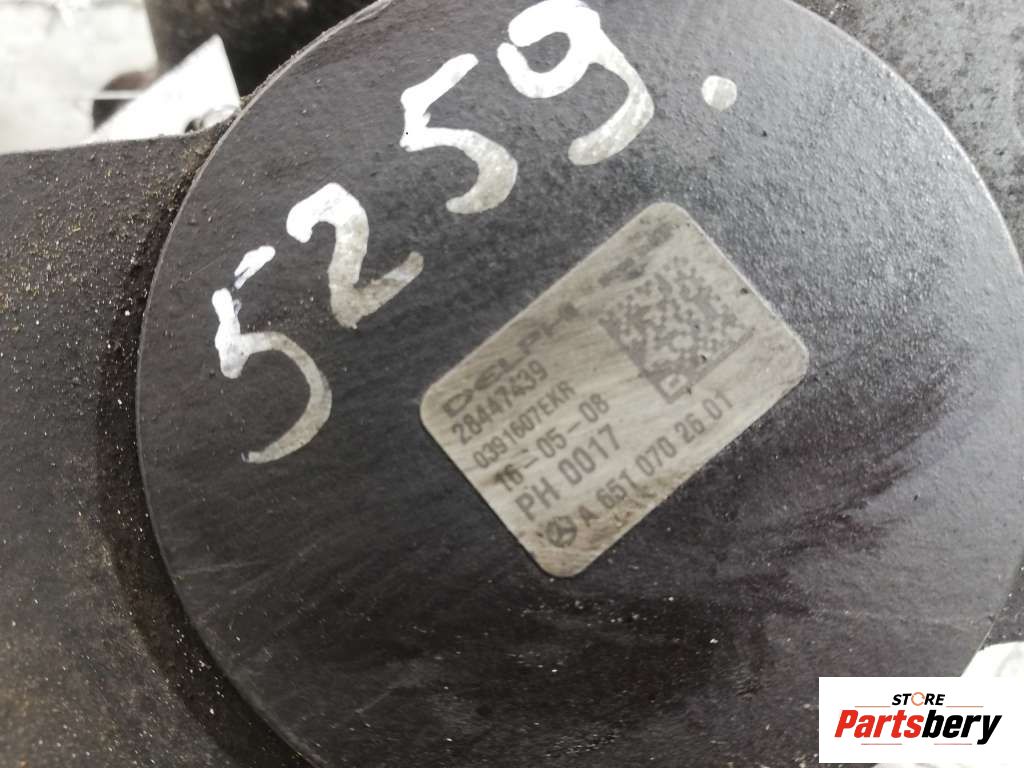 5259.
DELPHI
28447439
0391607EKR
16-05-08
PH 0017
A 651 070 26 01
D
STORE
Partsbery